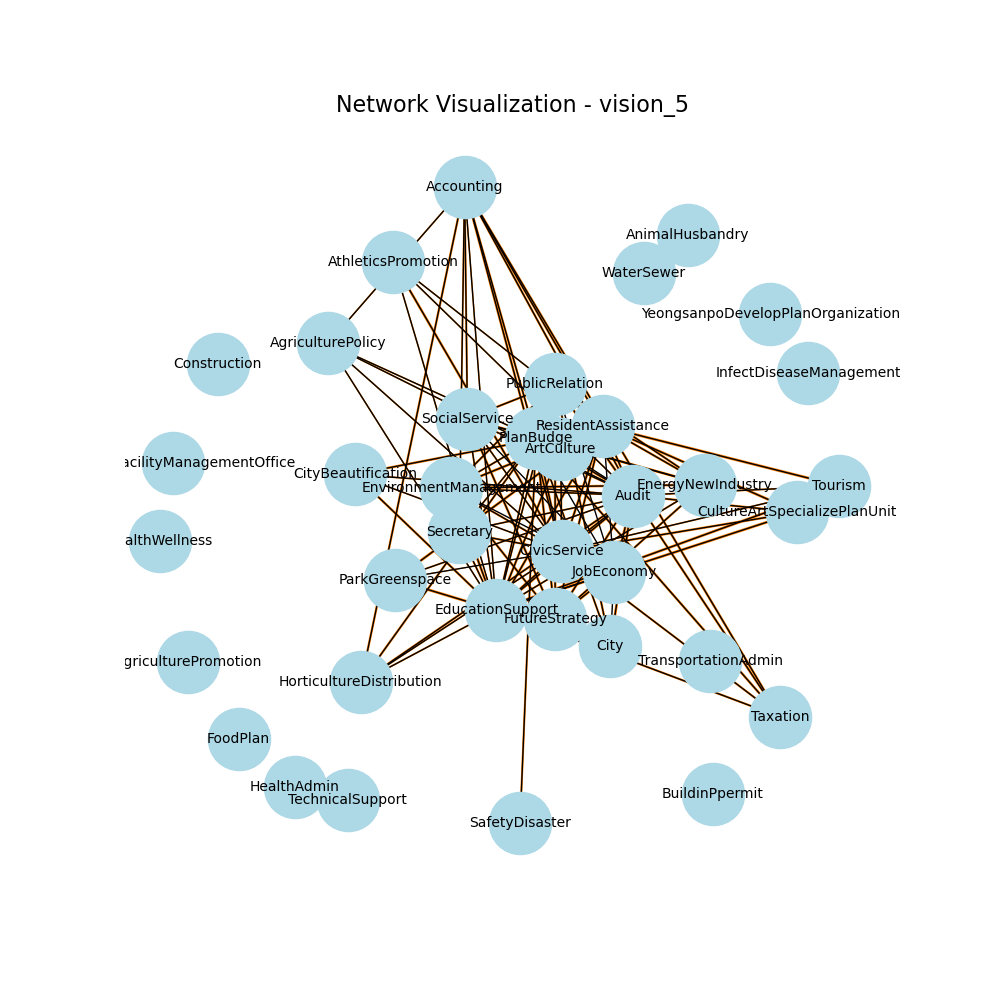 Network Visualization - vision_5
Accounting
AnimalHusbandry
AthleticsPromotion
WaterSewer
YeongsanpoDevelopPlanOrganization
AgriculturePolicy
Construction
InfectDiseaseManagement
PublicRelation
SocialService
ResidentAssistance
PlanBudge
ArtCulture
acilityManagementOffice
CityBeautification
EnvironmentManagement
EnergyNewIndustry
Tourism
Audit
CultureArtSpecializePlanUnit
Secretary
althWellness
CivicService
JobEconomy
ParkGreenspace
EducationSupport
FutureStrategy
City
griculturePromotion
TransportationAdmin
HorticultureDistribution
Taxation
FoodPlan
HealthAdmin
TechnicalSupport
BuildinPpermit
SafetyDisaster